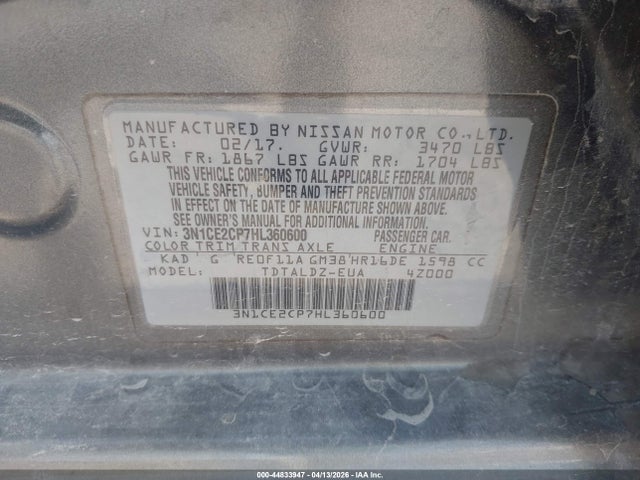 MANUFACTURED BY NISSAN MOTOR CO.,LTD.
DATE: 02/17. GVWR: 3470 LBS
GAWR FR: 1867 LBS GAWR RR: 1704 LBS
THIS VEHICLE CONFORMS TO ALL APPLICABLE FEDERAL MOTOR
VEHICLE SAFETY, BUMPER AND THEFT PREVENTION STANDARDS
IN EFFECT ON THE DATE OF MANUFACTURE SHOWN ABOVE.
SEE OWNER'S MANUAL FOR ADDITIONAL INFORMATION.
VIN: 3N1CE2CP7HL360600 PASSENGER CAR.
COLOR TRIM TRANS AXLE ENGINE
KAD G RE0F11A GM38 HR16DE 1598 CC
MODEL: TDTALDZ-EUA 4Z000
3N1CE2CP7HL360600
000-44833947 | 04/13/2026 - IAA Inc.